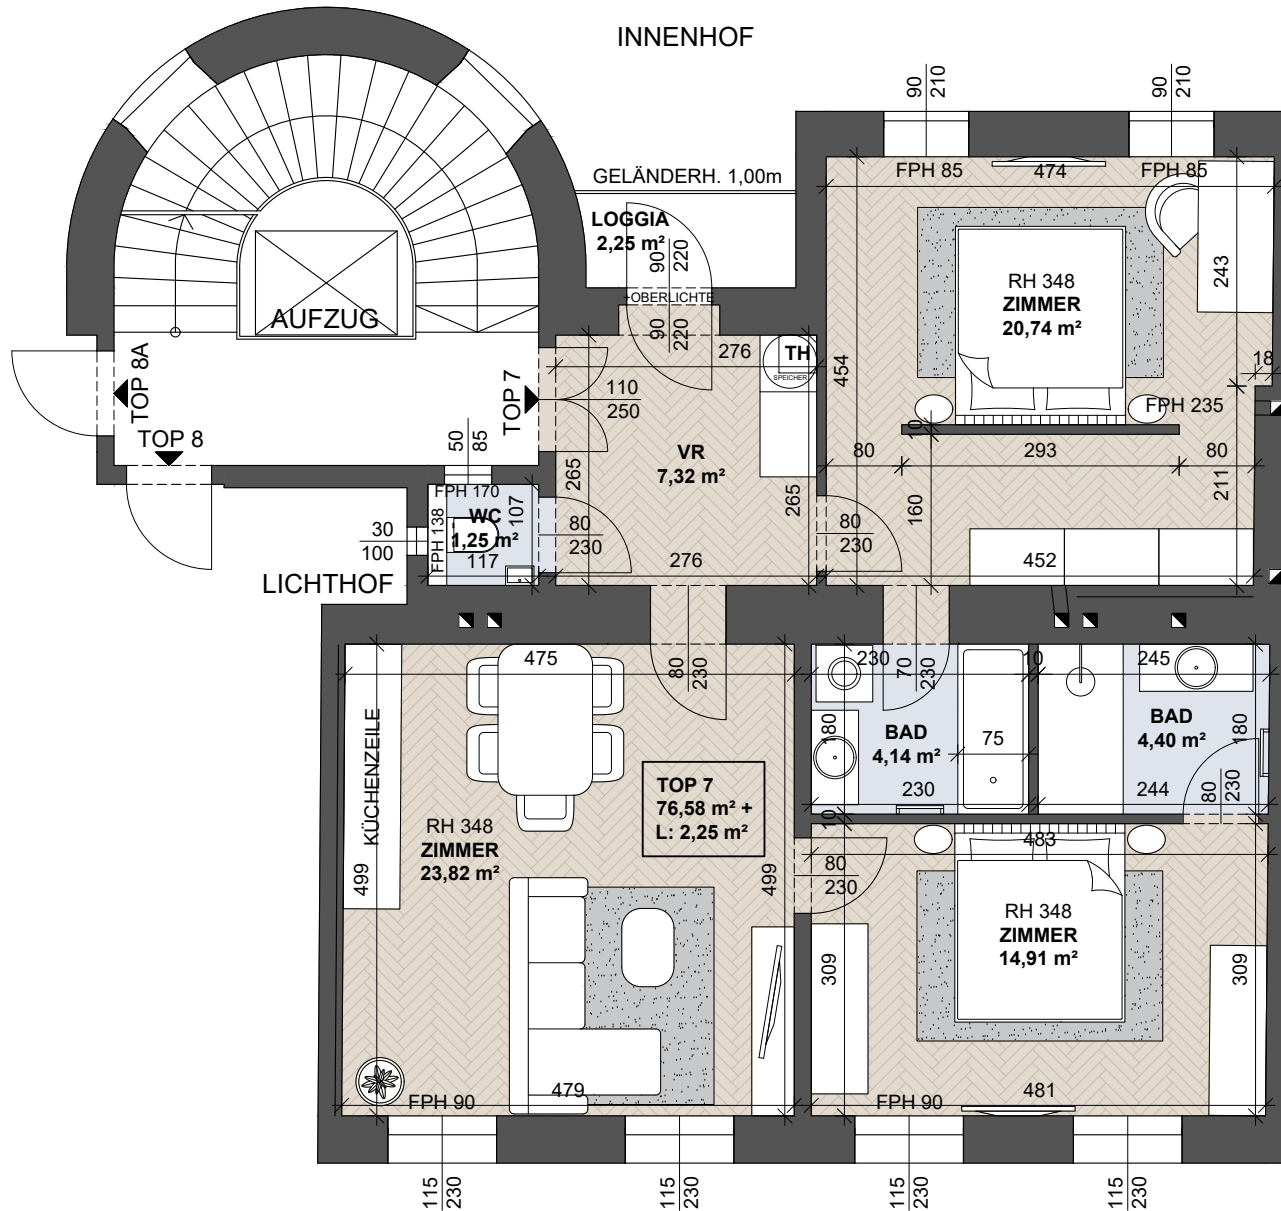 INNENHOF
90
210
90
210
GELÄNDERH. 1,00m
FPH 85
474
FPH 85
LOGGIA
2,25 m²
90
220
+OBERLICHTE
90
220
RH 348
ZIMMER
20,74 m²
243
AUFZUG
TOP 8A
TOP 8
TOP 7
110
250
276
TH
SPEICHER
454
18
FPH 235
10
50
85
VR
7,32 m²
265
265
80
293
80
211
160
FPH 170
WC
1,25 m²
107
FPH 138
117
30
100
80
230
80
230
276
452
LICHTHOF
475
80
230
230
70
230
10
245
KÜCHENZEILE
180
BAD
4,14 m²
75
BAD
4,40 m²
180
TOP 7
76,58 m² +
L: 2,25 m²
230
244
80
230
RH 348
ZIMMER
23,82 m²
499
499
10
483
80
230
RH 348
ZIMMER
14,91 m²
309
309
479
FPH 90
481
FPH 90
115
230
115
230
115
230
115
230